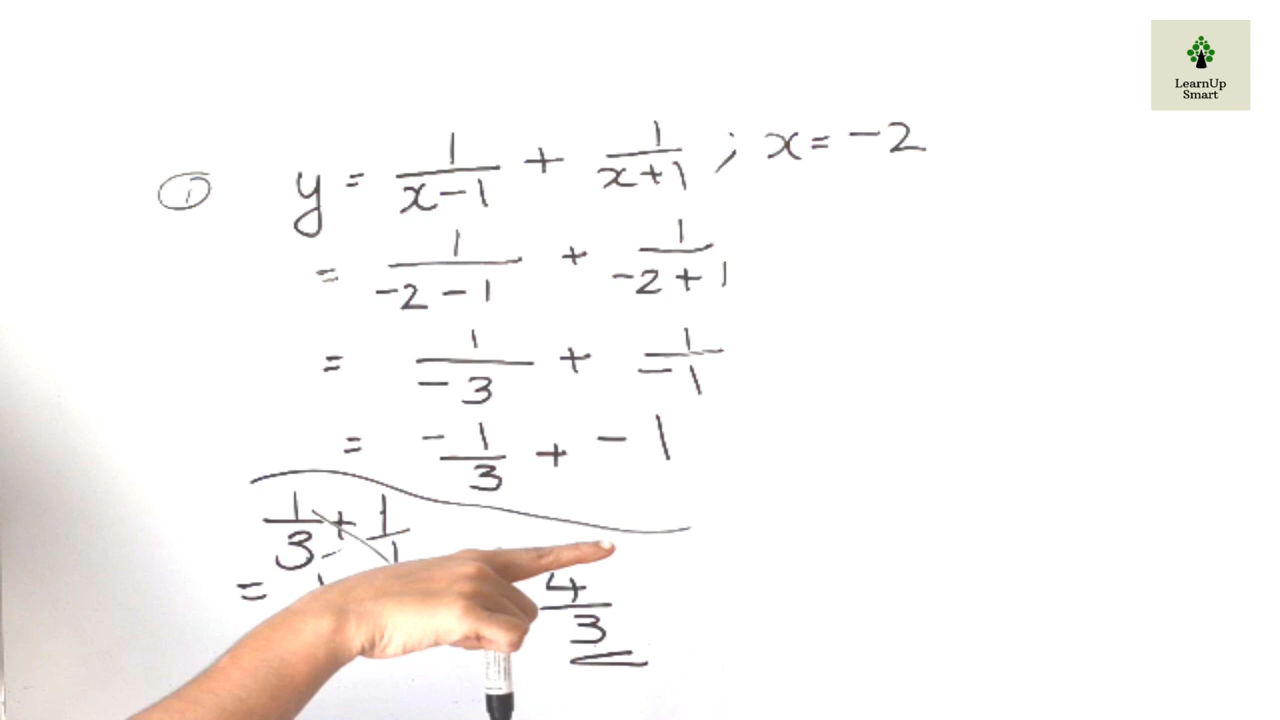 LearnUp
Smart
① y = 1/(x-1) + 1/(x+1) ; x = -2
= 1/(-2-1) + 1/(-2+1)
= 1/(-3) + 1/(-1)
= -1/3 + -1
1/3 + 1/1
= 4/3